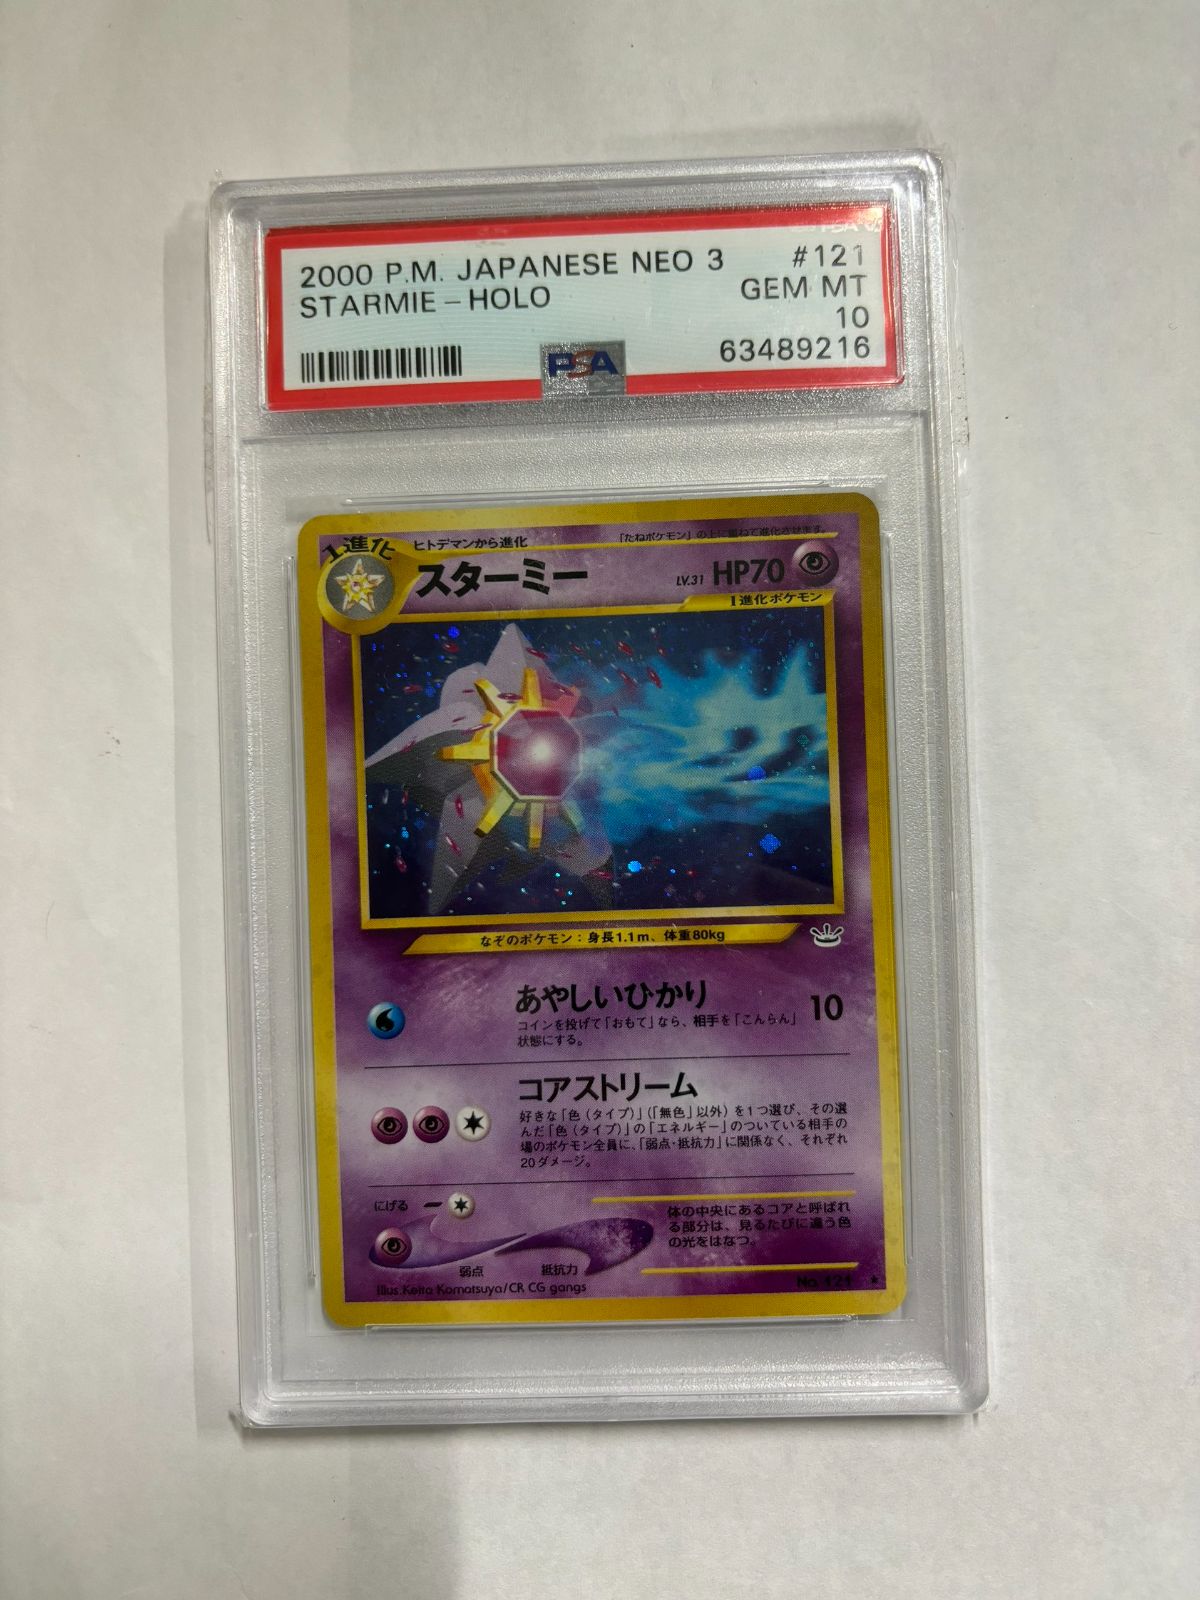 2000 P.M. JAPANESE NEO 3 #121
STARMIE-HOLO GEM MT
10
PSA 63489216
1進化
ヒトデマンから進化
「たねポケモン」の上に重ねて進化させます。
スターミー LV.31 HP70
1進化ポケモン
なぞのポケモン：身長1.1m、体重80kg
あやしいひかり 10
コインを投げて「おもて」なら、相手を「こんらん」
状態にする。
コアストリーム
好きな「色（タイプ）」（「無色」以外）を1つ選び、その選
んだ「色（タイプ）」の「エネルギー」のついている相手の
場のポケモン全員に、「弱点・抵抗力」に関係なく、それぞれ
20ダメージ。
にげる
体の中央にあるコアと呼ばれ
る部分は、見るたびに違う色
の光をはなつ。
弱点 抵抗力
Illus.Keita Komatsuya/CR CG gangs
No.121 ★